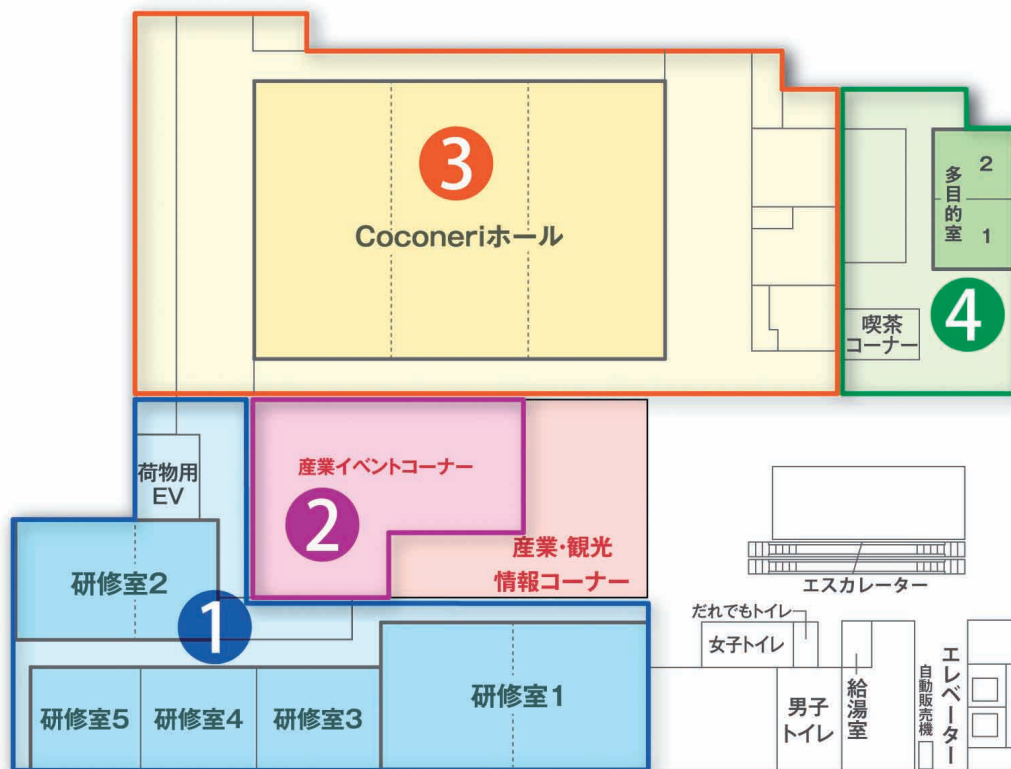 3
Coconeriホール
2
多目的室
1
4
喫茶
コーナー
荷物用
EV
産業イベントコーナー
2
産業・観光
情報コーナー
エスカレーター
研修室2
1
だれでもトイレ
女子トイレ
研修室5
研修室4
研修室3
研修室1
男子
トイレ
給湯室
自動販売機
エレベーター